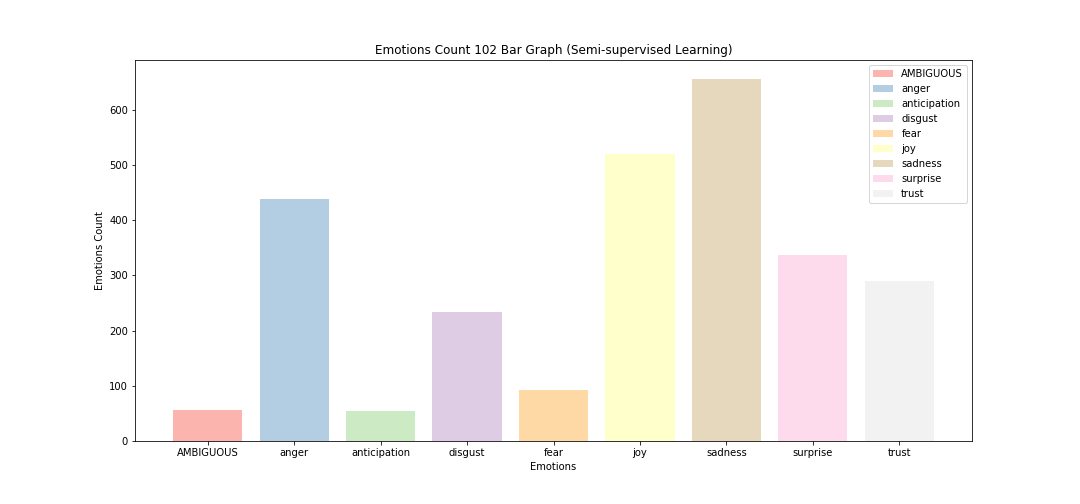 Emotions Count 102 Bar Graph (Semi-supervised Learning)
AMBIGUOUS
anger
anticipation
disgust
fear
joy
sadness
surprise
trust
Emotions Count
600
500
400
300
200
100
0
AMBIGUOUS anger anticipation disgust fear joy sadness surprise trust
Emotions